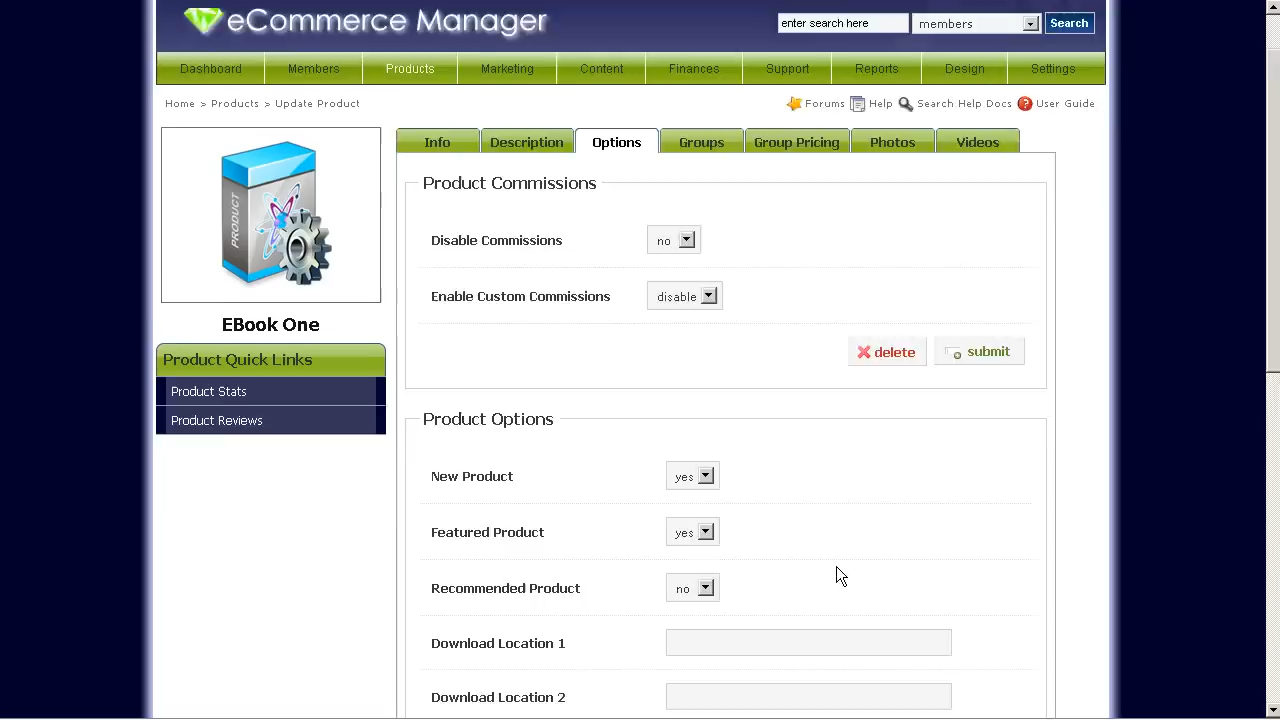 eCommerce Manager
enter search here members Search
Dashboard Members Products Marketing Content Finances Support Reports Design Settings
Home > Products > Update Product
Forums Help Search Help Docs User Guide
Info Description Options Groups Group Pricing Photos Videos
PRODUCT
EBook One
Product Quick Links
Product Stats
Product Reviews
Product Commissions
Disable Commissions no
Enable Custom Commissions disable
delete submit
Product Options
New Product yes
Featured Product yes
Recommended Product no
Download Location 1
Download Location 2